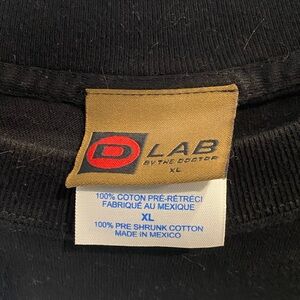 D LAB
BY THE DOCTOR
XL
100% COTON PRÉ-RÉTRÉCI
FABRIQUÉ AU MEXIQUE
XL
100% PRE SHRUNK COTTON
MADE IN MEXICO